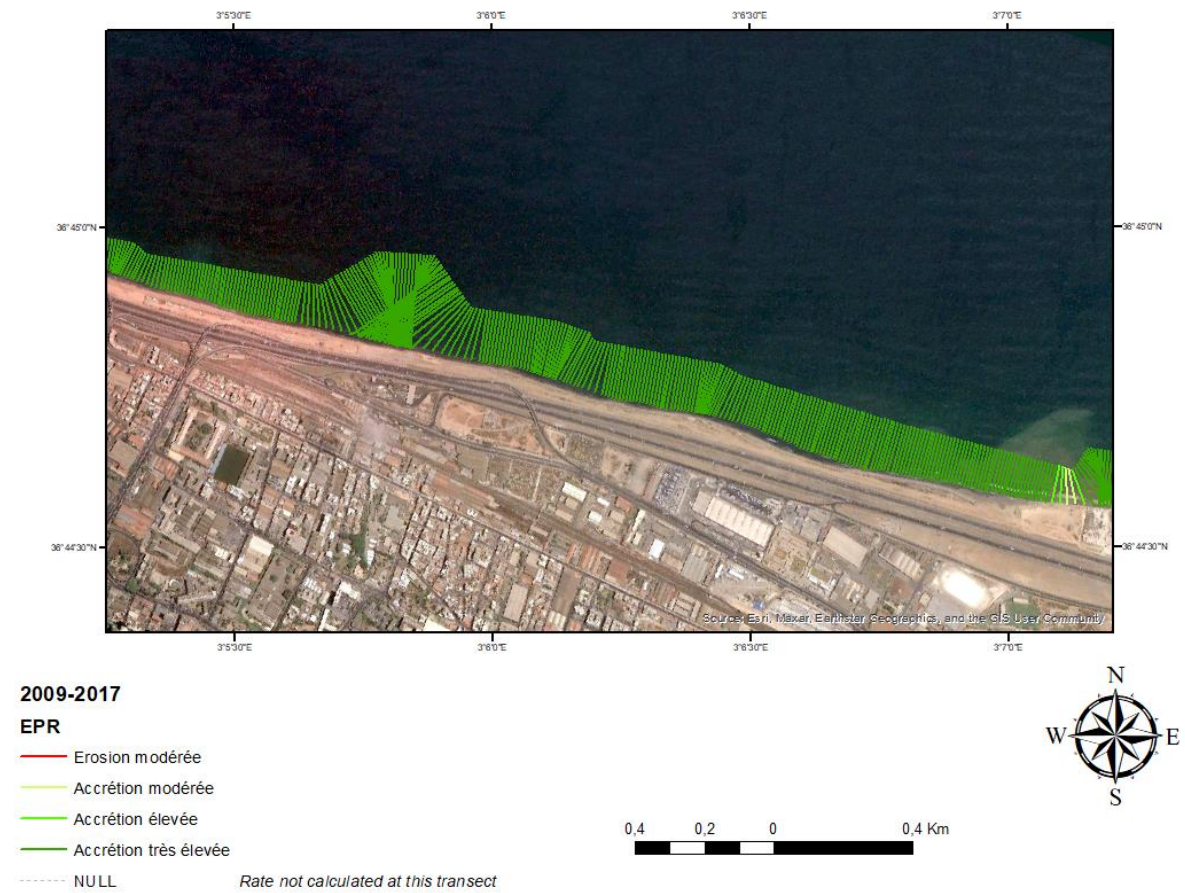 3°5'30"E 3°6'0"E 3°6'30"E 3°7'0"E
36°45'0"N 36°45'0"N
36°44'30"N 36°44'30"N
Source: Esri, Maxar, Earthstar Geographics, and the GIS User Community
3°5'30"E 3°6'0"E 3°6'30"E 3°7'0"E
2009-2017
EPR
Erosion modérée
Accrétion modérée
Accrétion élevée
Accrétion très élevée
NULL Rate not calculated at this transect
0,4 0,2 0 0,4 Km
N
W E
S